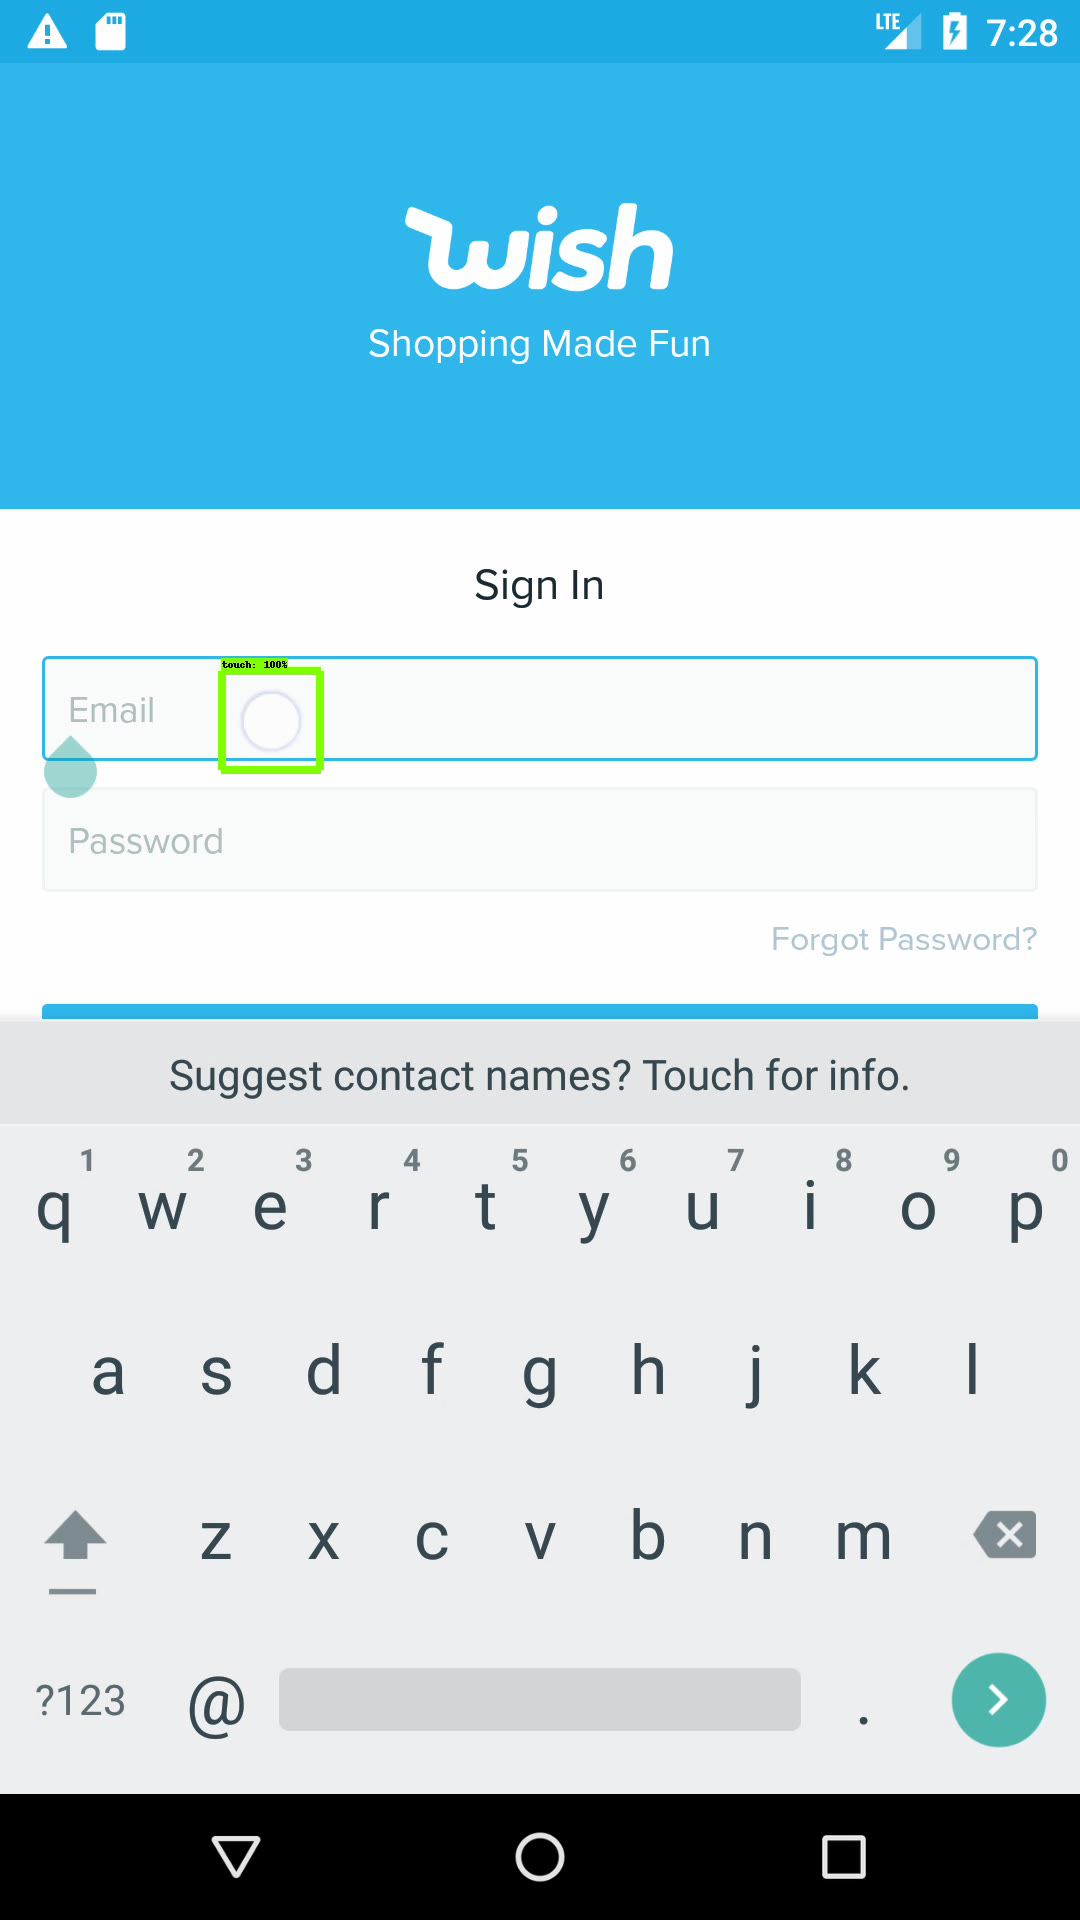 LTE 7:28
wish
Shopping Made Fun
Sign In
touch: 100%
Email
Password
Forgot Password?
Suggest contact names? Touch for info.
1 2 3 4 5 6 7 8 9 0
q w e r t y u i o p
a s d f g h j k l
z x c v b n m
?123 @ .